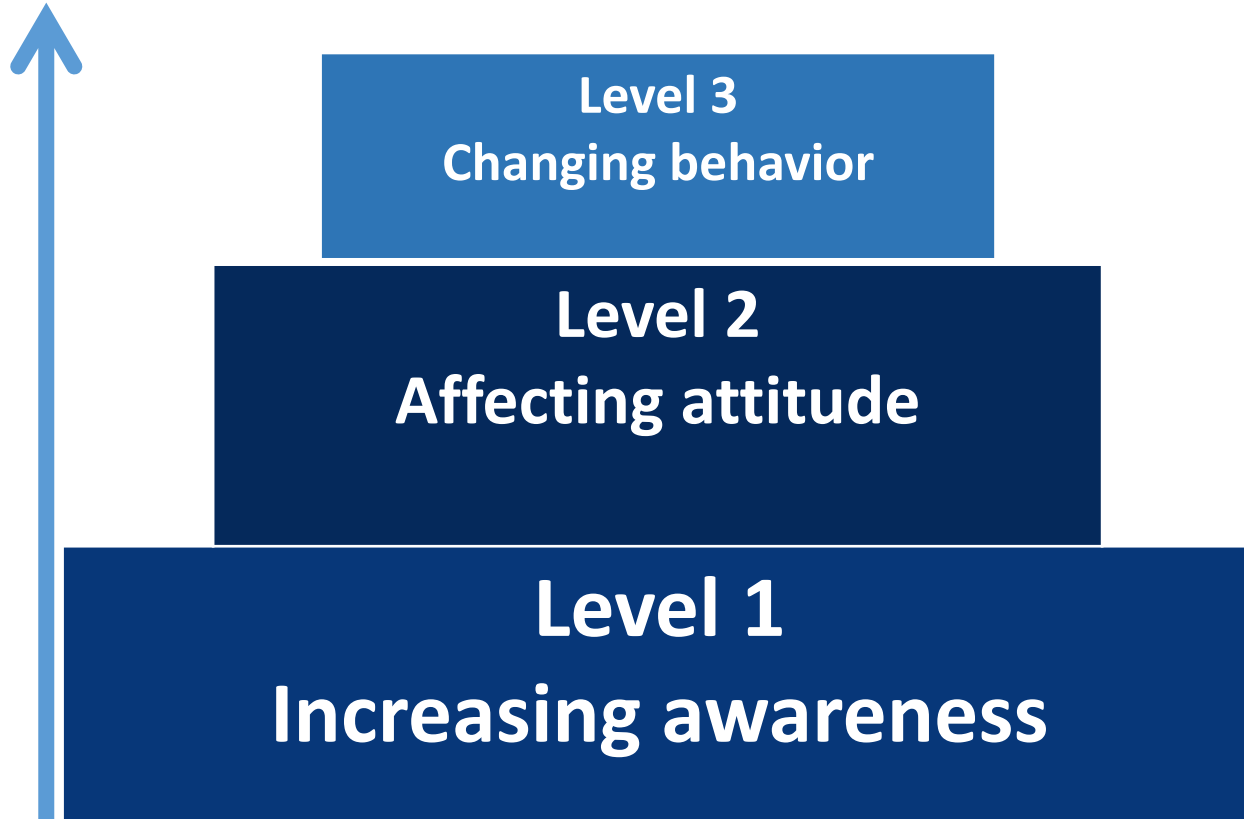 Level 3
Changing behavior
Level 2
Affecting attitude
Level 1
Increasing awareness